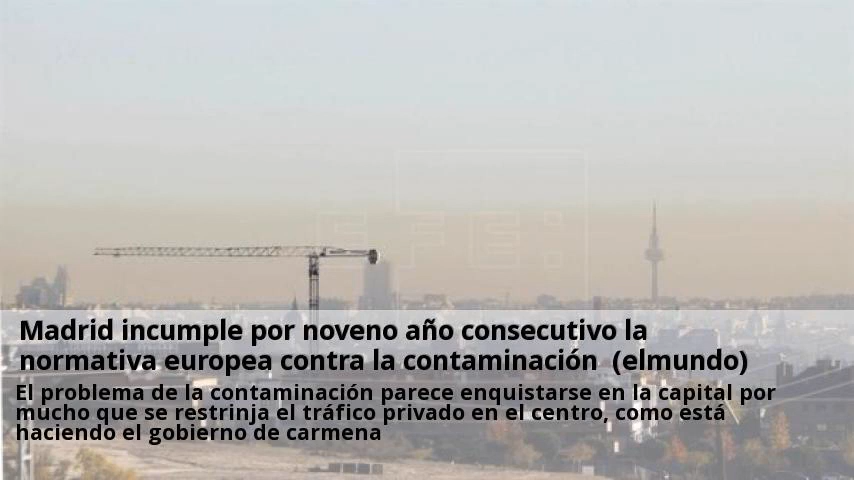 EFE:
Madrid incumple por noveno año consecutivo la
normativa europea contra la contaminación (elmundo)
El problema de la contaminación parece enquistarse en la capital por
mucho que se restrinja el tráfico privado en el centro, como está
haciendo el gobierno de carmena